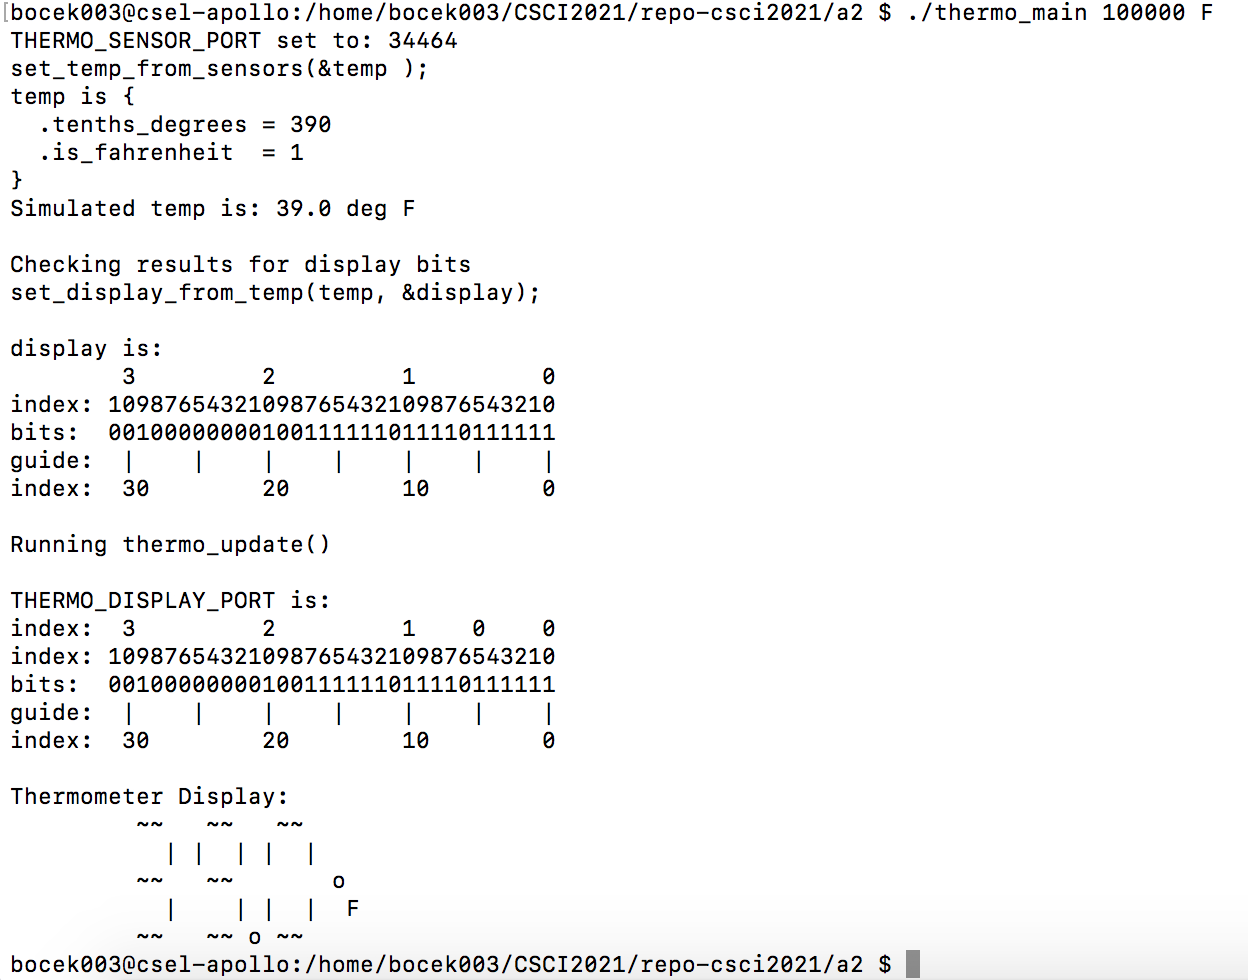 [bocek003@csel-apollo:/home/bocek003/CSCI2021/repo-csci2021/a2 $ ./thermo_main 100000 F
THERMO_SENSOR_PORT set to: 34464
set_temp_from_sensors(&temp );
temp is {
  .tenths_degrees = 390
  .is_fahrenheit  = 1
}
Simulated temp is: 39.0 deg F

Checking results for display bits
set_display_from_temp(temp, &display);

display is:
        3         2         1         0
index: 10987654321098765432109876543210
bits:  00100000000100111111101111011111
guide:  |    |    |    |    |    |    |
index:  30        20        10        0

Running thermo_update()

THERMO_DISPLAY_PORT is:
index:  3         2         1    0    0
index: 10987654321098765432109876543210
bits:  00100000000100111111101111011111
guide:  |    |    |    |    |    |    |
index:  30        20        10        0

Thermometer Display:
         ~~   ~~   ~~
           | |  | |  |
         ~~   ~~       o
           |    | |  |  F
         ~~   ~~ o ~~
bocek003@csel-apollo:/home/bocek003/CSCI2021/repo-csci2021/a2 $